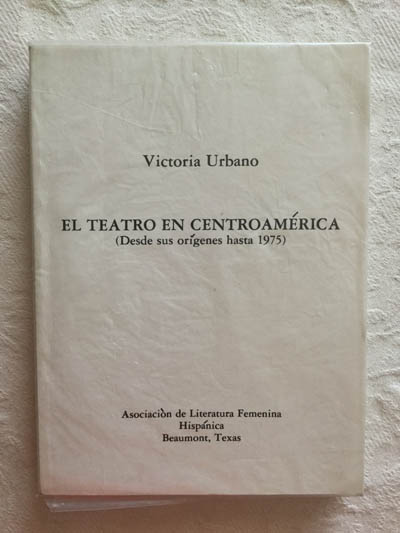 Victoria Urbano
EL TEATRO EN CENTROAMÉRICA
(Desde sus orígenes hasta 1975)
Asociaciòn de Literatura Femenina
Hispánica
Beaumont, Texas